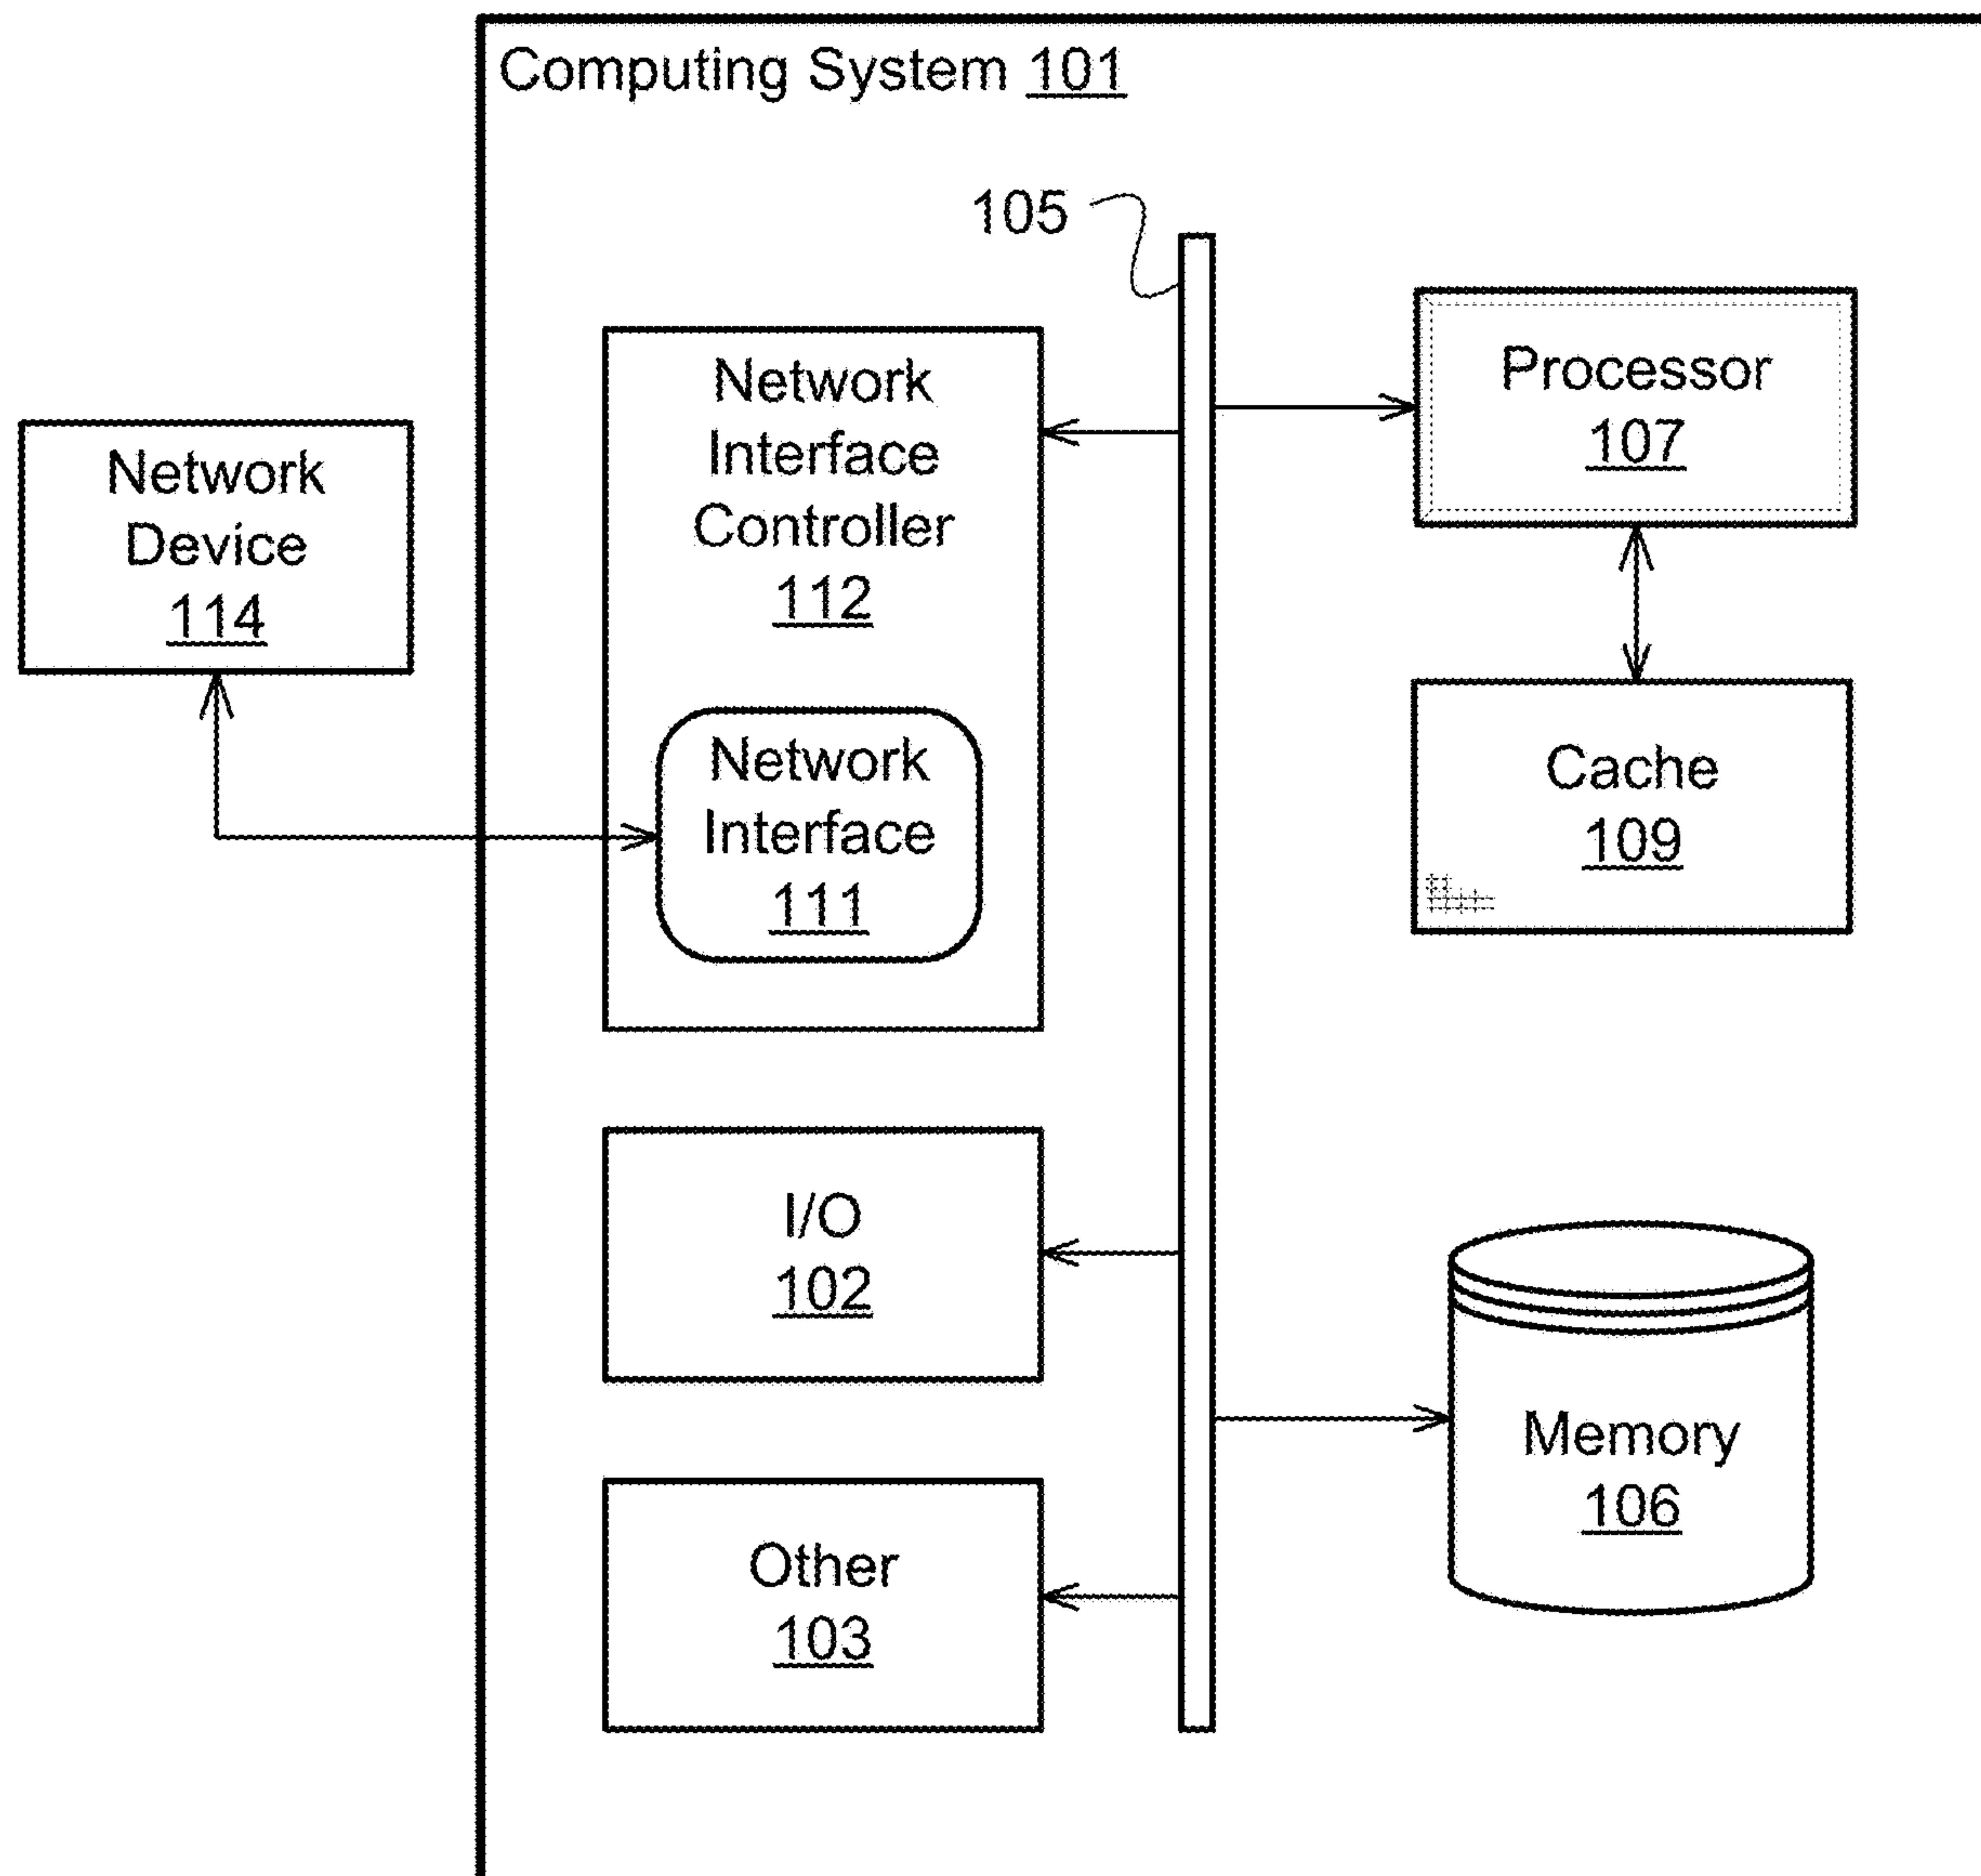 Computing System 101
105
Network
Interface
Controller
112
Processor
107
Network
Device
114
Network
Interface
111
Cache
109
I/O
102
Memory
106
Other
103